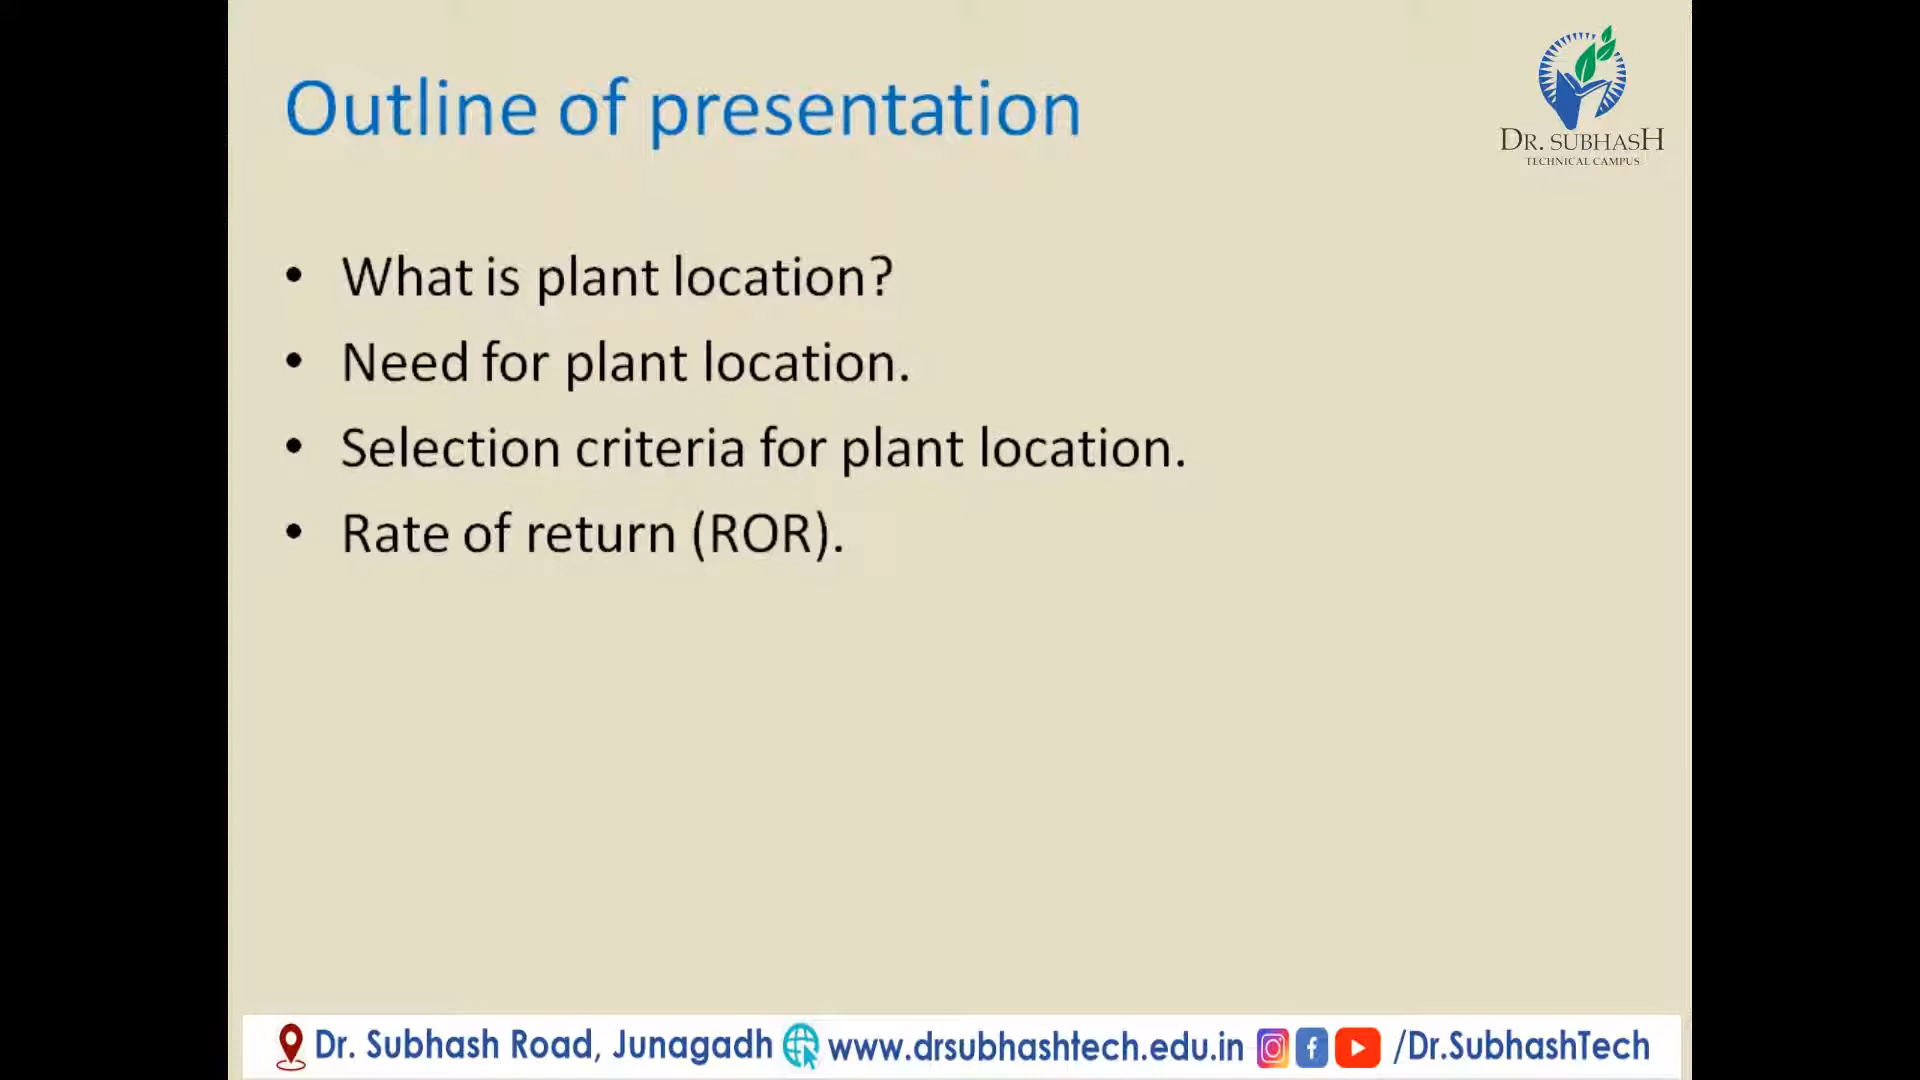 Outline of presentation
DR. SUBHASH
TECHNICAL CAMPUS
• What is plant location?
• Need for plant location.
• Selection criteria for plant location.
• Rate of return (ROR).
Dr. Subhash Road, Junagadh www.drsubhashtech.edu.in /Dr.SubhashTech